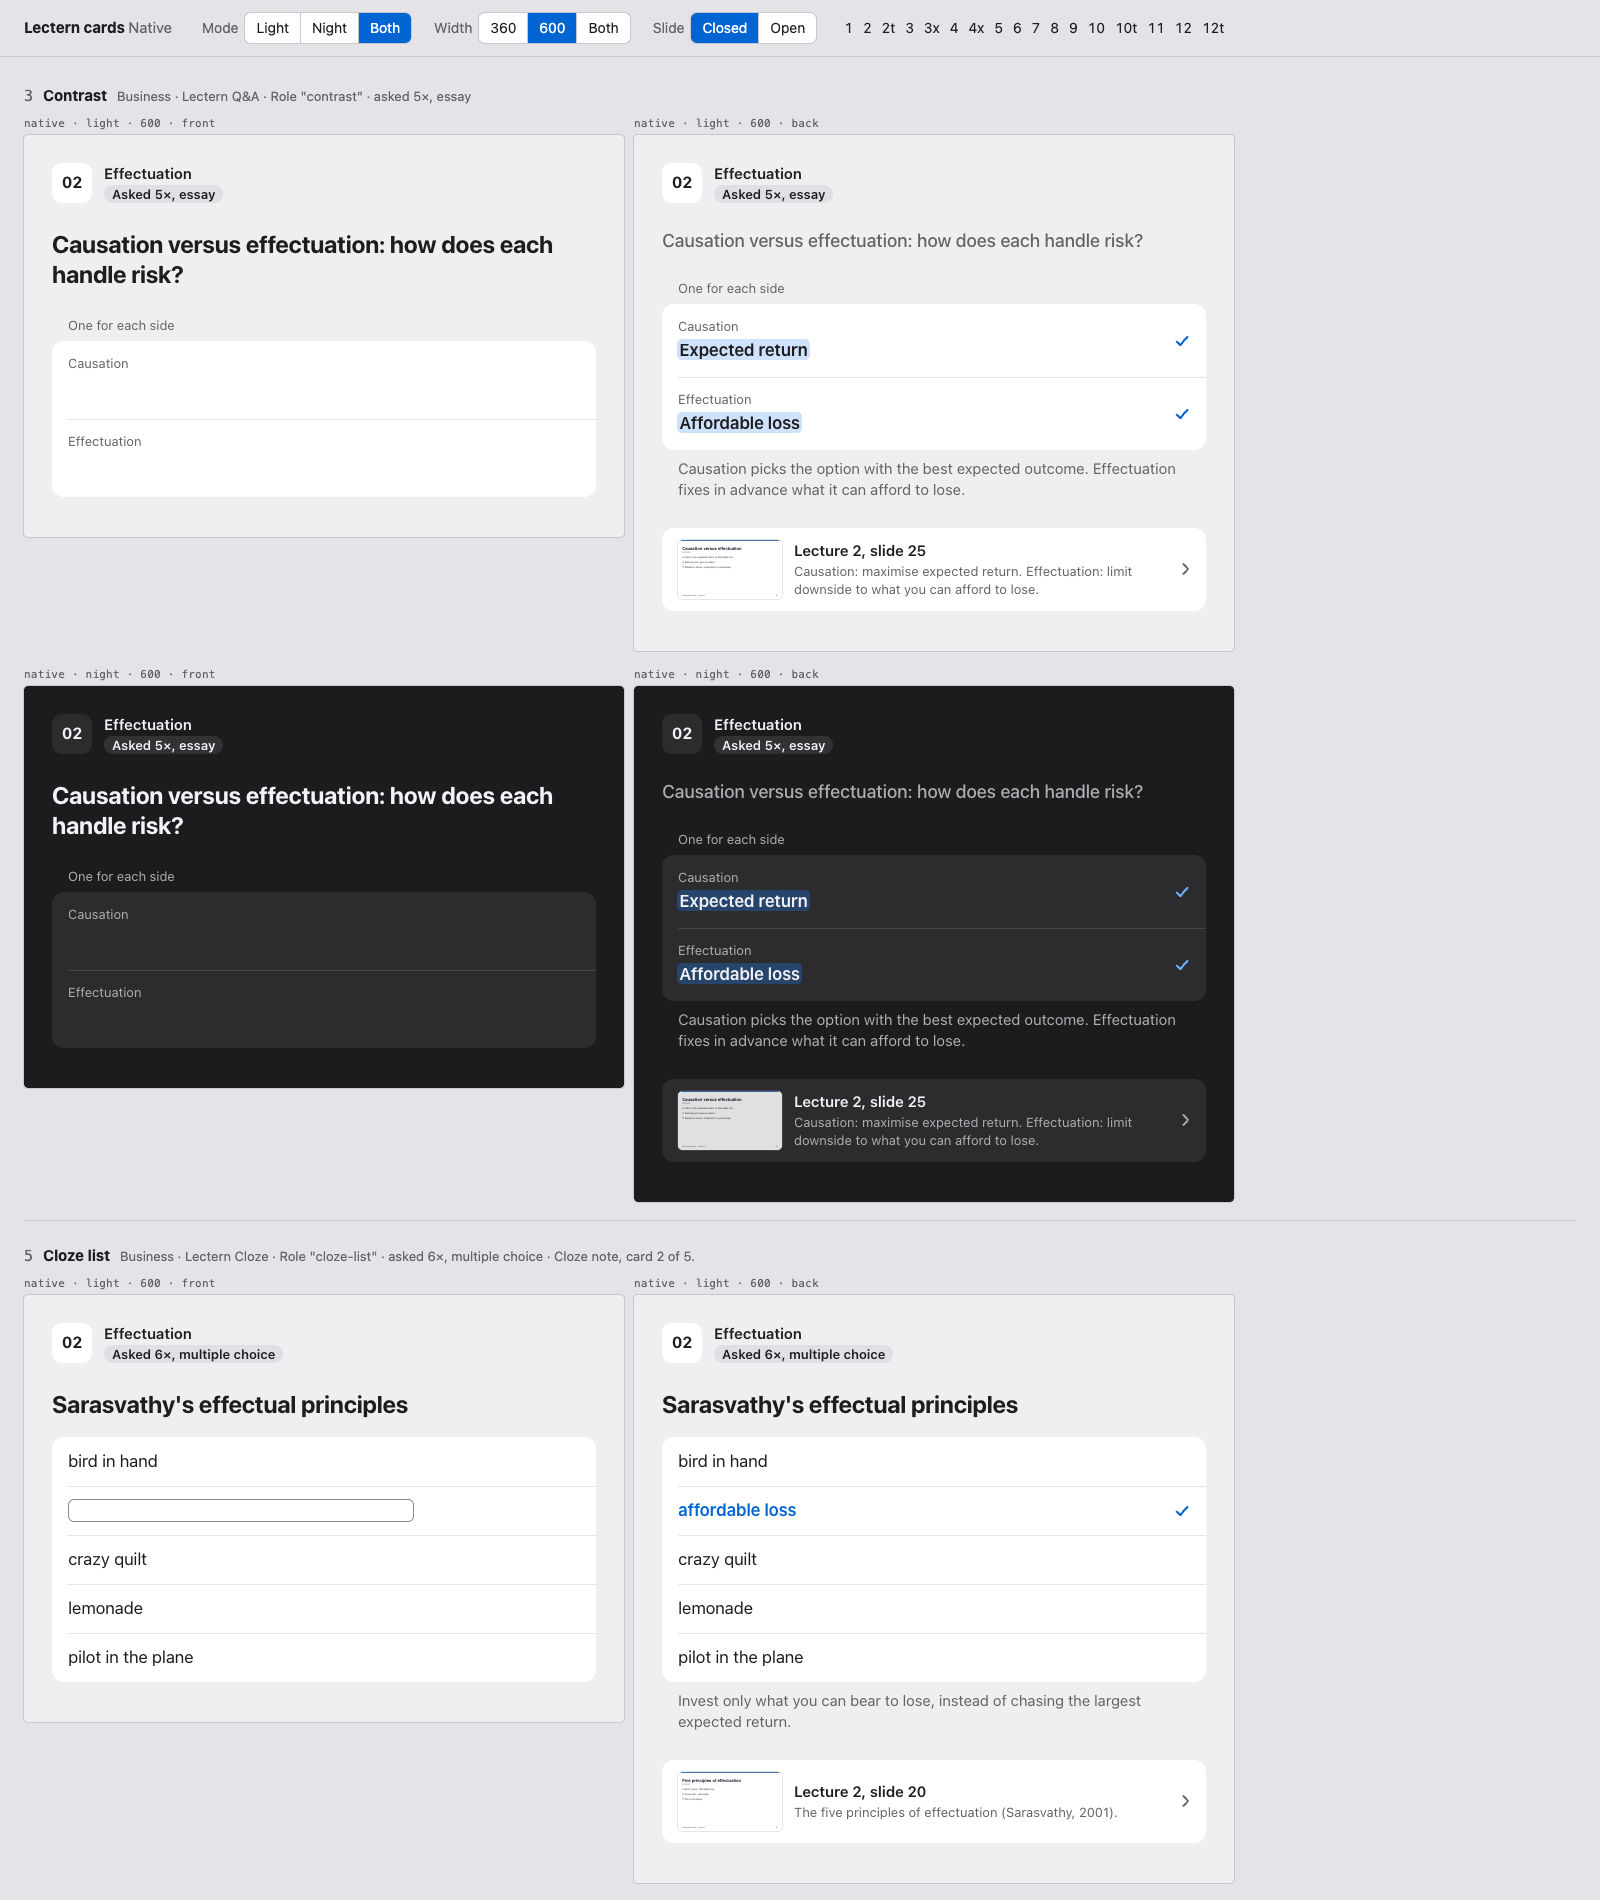 Lectern cards Native Mode Light Night Both Width 360 600 Both Slide Closed Open 1 2 2t 3 3x 4 4x 5 6 7 8 9 10 10t 11 12 12t
3 Contrast Business · Lectern Q&A · Role "contrast" · asked 5×, essay
native · light · 600 · front
02
Effectuation
Asked 5×, essay
Causation versus effectuation: how does each
handle risk?
One for each side
Causation
Effectuation
native · light · 600 · back
02
Effectuation
Asked 5×, essay
Causation versus effectuation: how does each handle risk?
One for each side
Causation
Expected return
Effectuation
Affordable loss
Causation picks the option with the best expected outcome. Effectuation
fixes in advance what it can afford to lose.
Causation versus effectuation
Lecture 2, slide 25
Causation: maximise expected return. Effectuation: limit
downside to what you can afford to lose.
native · night · 600 · front
02
Effectuation
Asked 5×, essay
Causation versus effectuation: how does each
handle risk?
One for each side
Causation
Effectuation
native · night · 600 · back
02
Effectuation
Asked 5×, essay
Causation versus effectuation: how does each handle risk?
One for each side
Causation
Expected return
Effectuation
Affordable loss
Causation picks the option with the best expected outcome. Effectuation
fixes in advance what it can afford to lose.
Causation versus effectuation
Lecture 2, slide 25
Causation: maximise expected return. Effectuation: limit
downside to what you can afford to lose.
5 Cloze list Business · Lectern Cloze · Role "cloze-list" · asked 6×, multiple choice · Cloze note, card 2 of 5.
native · light · 600 · front
02
Effectuation
Asked 6×, multiple choice
Sarasvathy's effectual principles
bird in hand
crazy quilt
lemonade
pilot in the plane
native · light · 600 · back
02
Effectuation
Asked 6×, multiple choice
Sarasvathy's effectual principles
bird in hand
affordable loss
crazy quilt
lemonade
pilot in the plane
Invest only what you can bear to lose, instead of chasing the largest
expected return.
Five principles of effectuation
Lecture 2, slide 20
The five principles of effectuation (Sarasvathy, 2001).